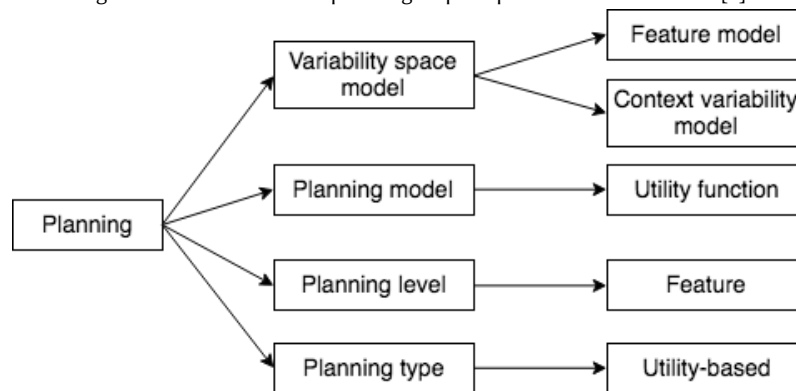 Feature model
Variability space
model
Context variability
model
Planning model
Utility function
Planning
Planning level
Feature
Planning type
Utility-based